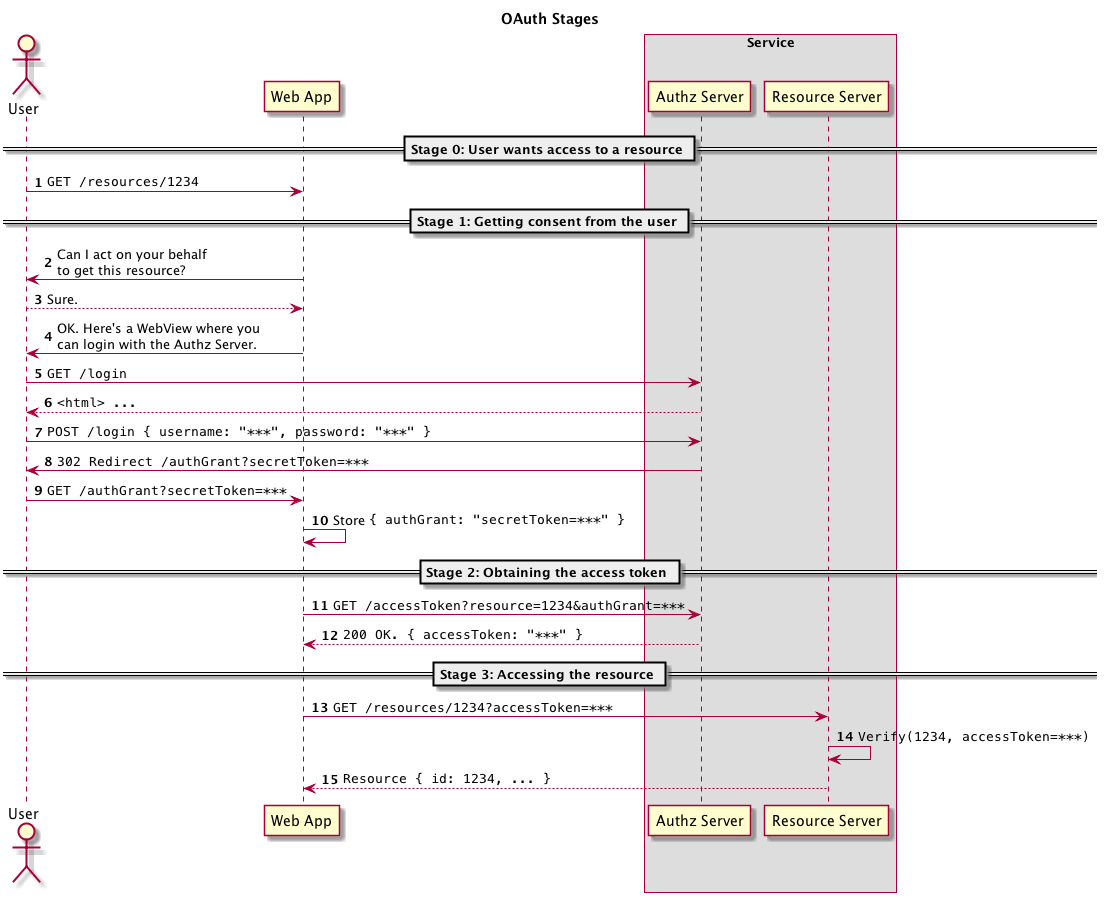 OAuth Stages
Service
User
Web App
Authz Server
Resource Server
Stage 0: User wants access to a resource
1 GET /resources/1234
Stage 1: Getting consent from the user
2 Can I act on your behalf
to get this resource?
3 Sure.
4 OK. Here's a WebView where you
can login with the Authz Server.
5 GET /login
6 <html> ...
7 POST /login { username: "***", password: "***" }
8 302 Redirect /authGrant?secretToken=***
9 GET /authGrant?secretToken=***
10 Store { authGrant: "secretToken=***" }
Stage 2: Obtaining the access token
11 GET /accessToken?resource=1234&authGrant=***
12 200 OK. { accessToken: "***" }
Stage 3: Accessing the resource
13 GET /resources/1234?accessToken=***
14 Verify(1234, accessToken=***)
15 Resource { id: 1234, ... }
User
Web App
Authz Server
Resource Server